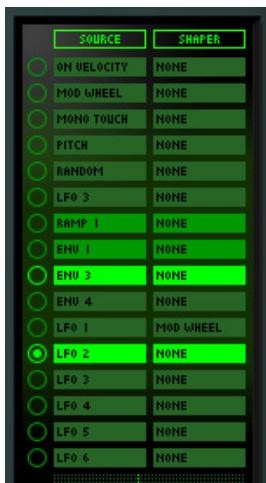 SOURCE SHAPER
ON VELOCITY NONE
MOD WHEEL NONE
MONO TOUCH NONE
PITCH NONE
RANDOM NONE
LFO 3 NONE
RAMP 1 NONE
ENV 1 NONE
ENV 3 NONE
ENV 4 NONE
LFO 1 MOD WHEEL
LFO 2 NONE
LFO 3 NONE
LFO 4 NONE
LFO 5 NONE
LFO 6 NONE